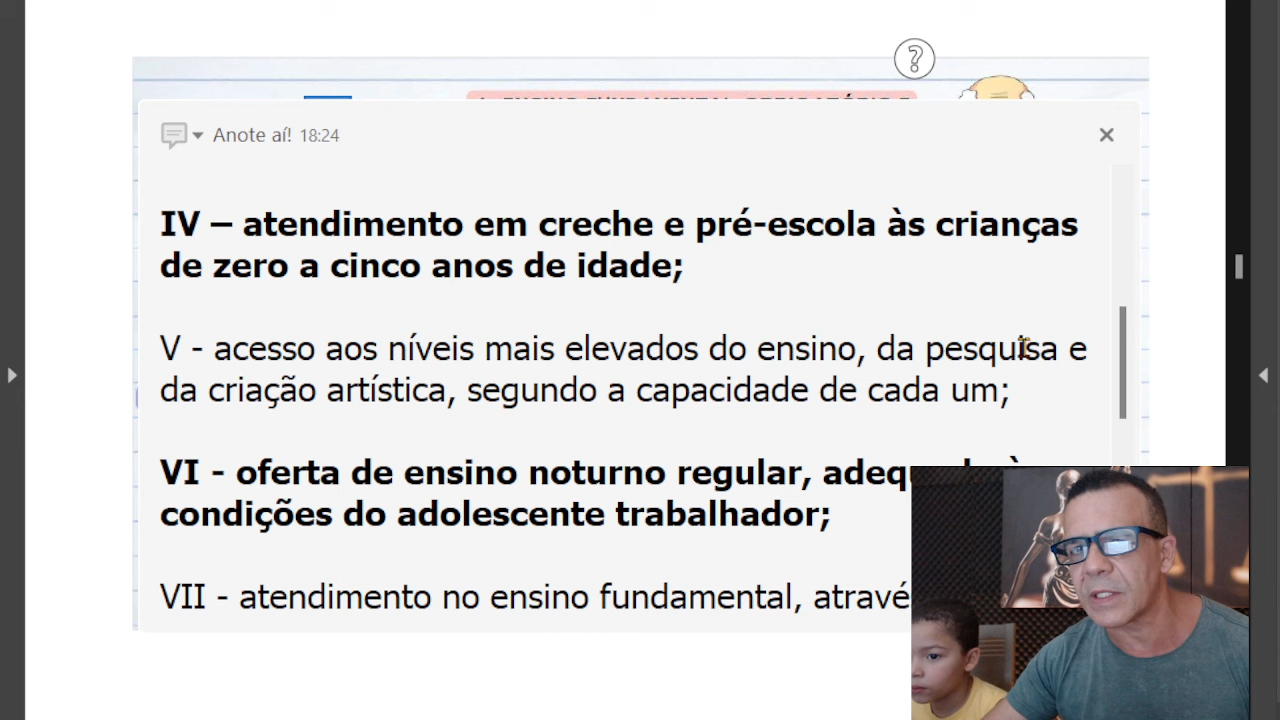 ?
Anote aí! 18:24
IV – atendimento em creche e pré-escola às crianças
de zero a cinco anos de idade;
V - acesso aos níveis mais elevados do ensino, da pesquisa e
da criação artística, segundo a capacidade de cada um;
VI - oferta de ensino noturno regular,
condições do adolescente trabalhador;
VII - atendimento no ensino fundamental,